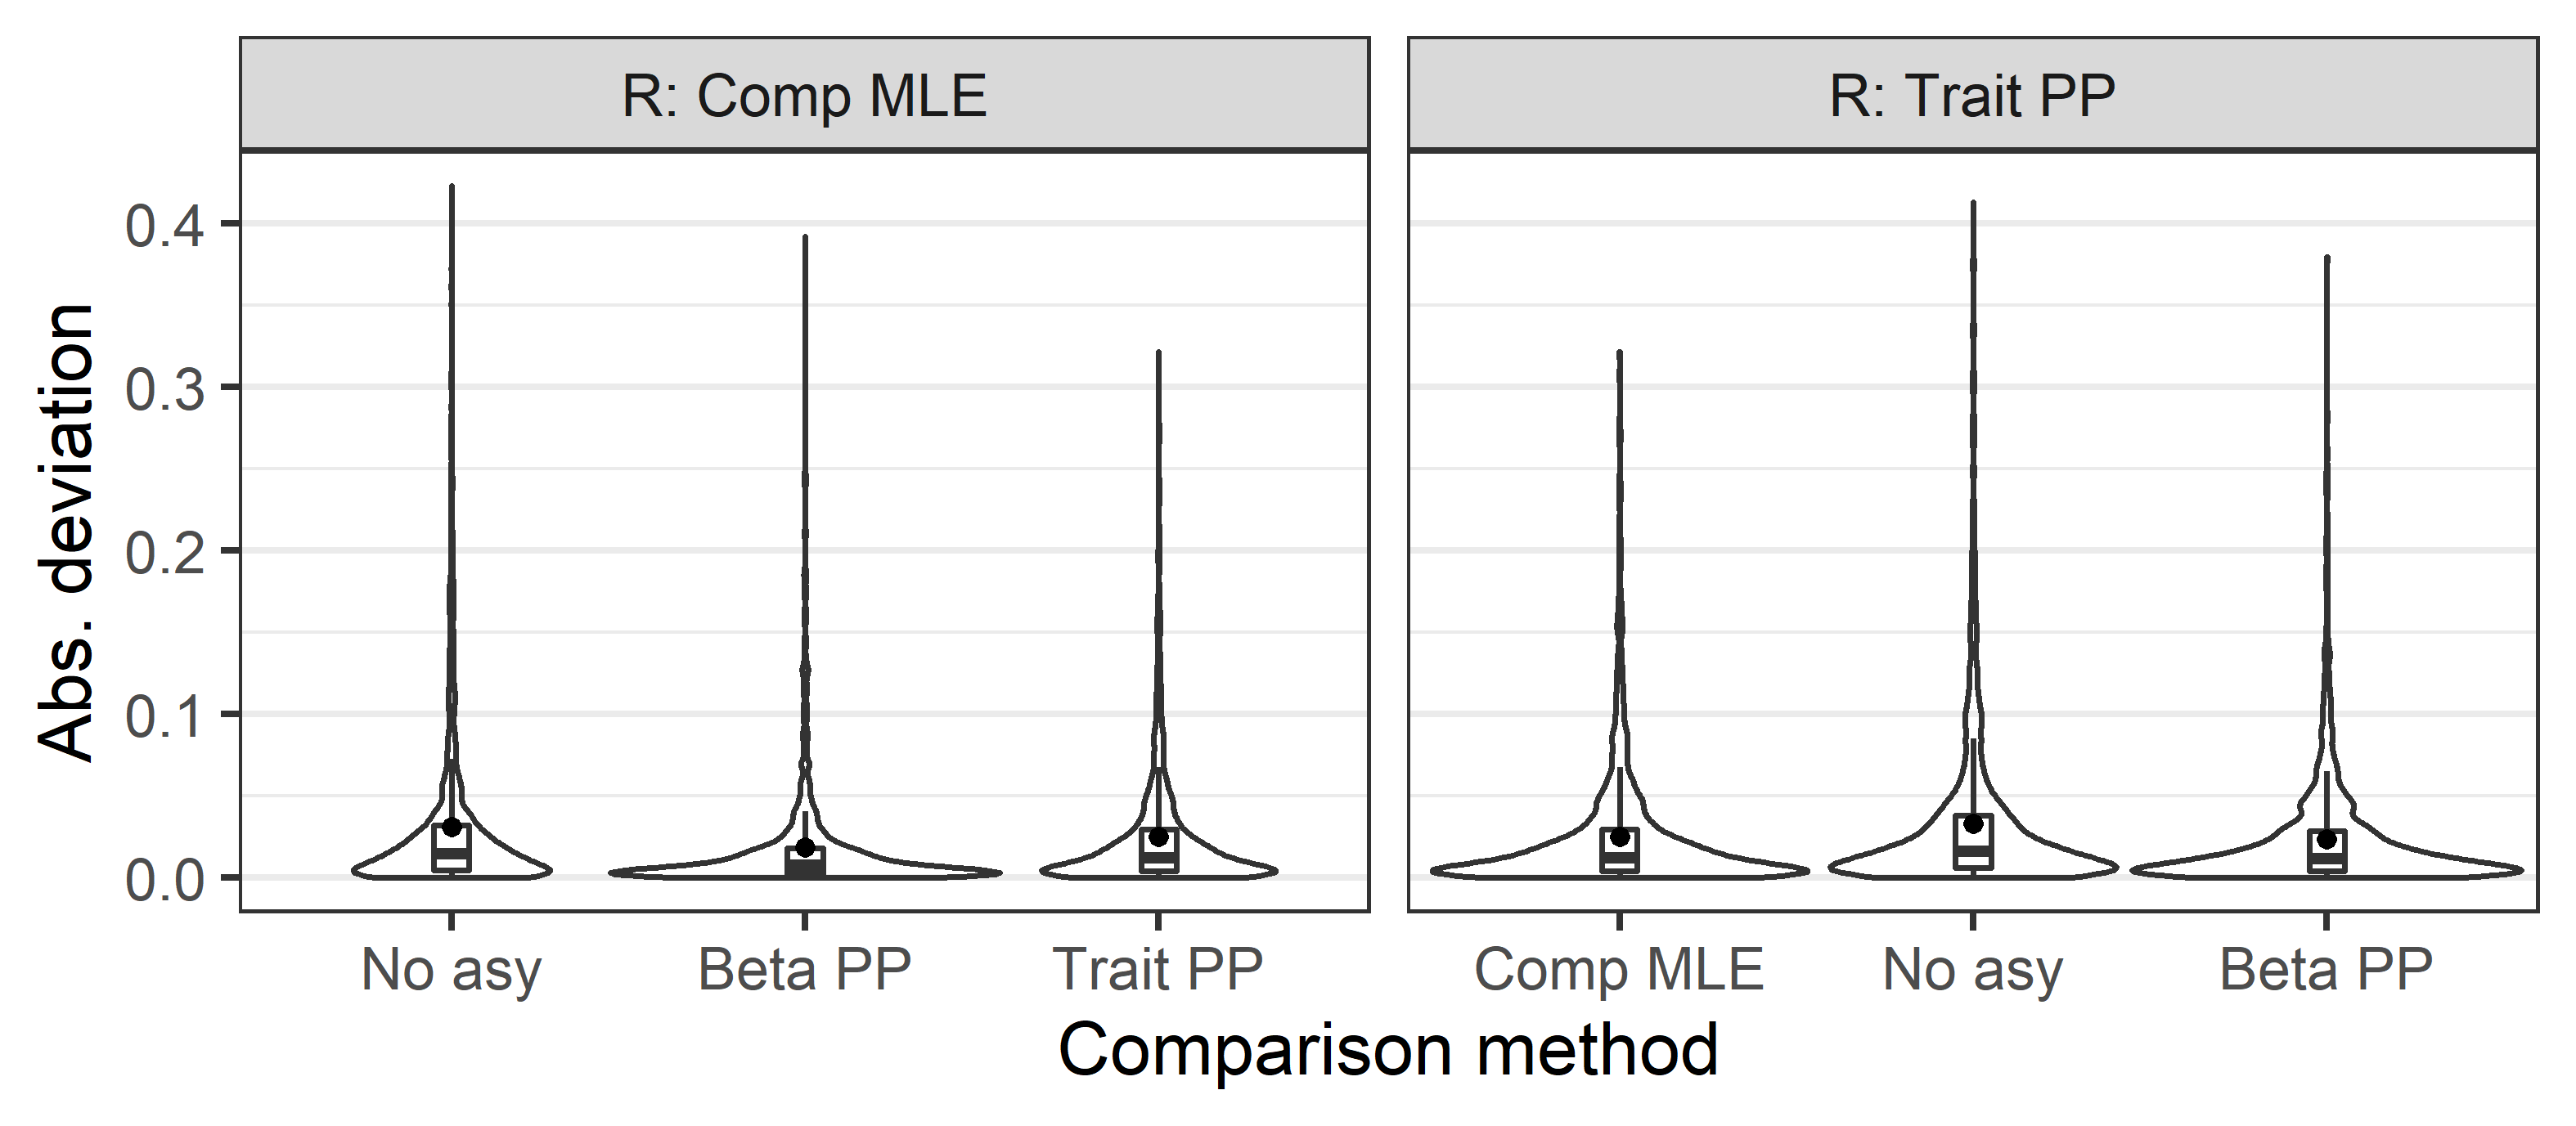 R: Comp MLE
R: Trait PP
Abs. deviation
0.4
0.3
0.2
0.1
0.0
No asy
Beta PP
Trait PP
Comp MLE
No asy
Beta PP
Comparison method